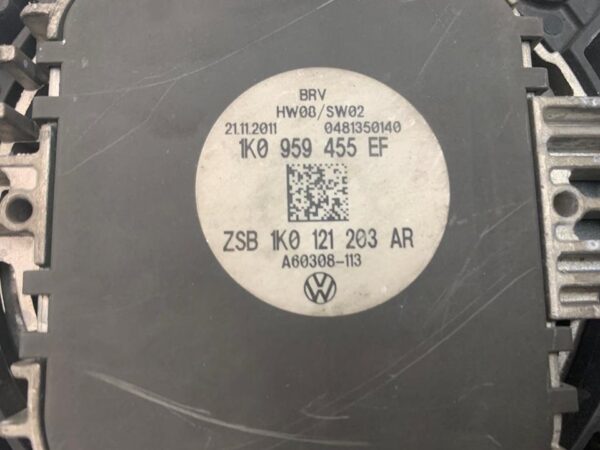 BRV
HW08/SW02
21.11.2011 0481350140
1K0 959 455 EF
ZSB 1K0 121 203 AR
A60308-113
VW